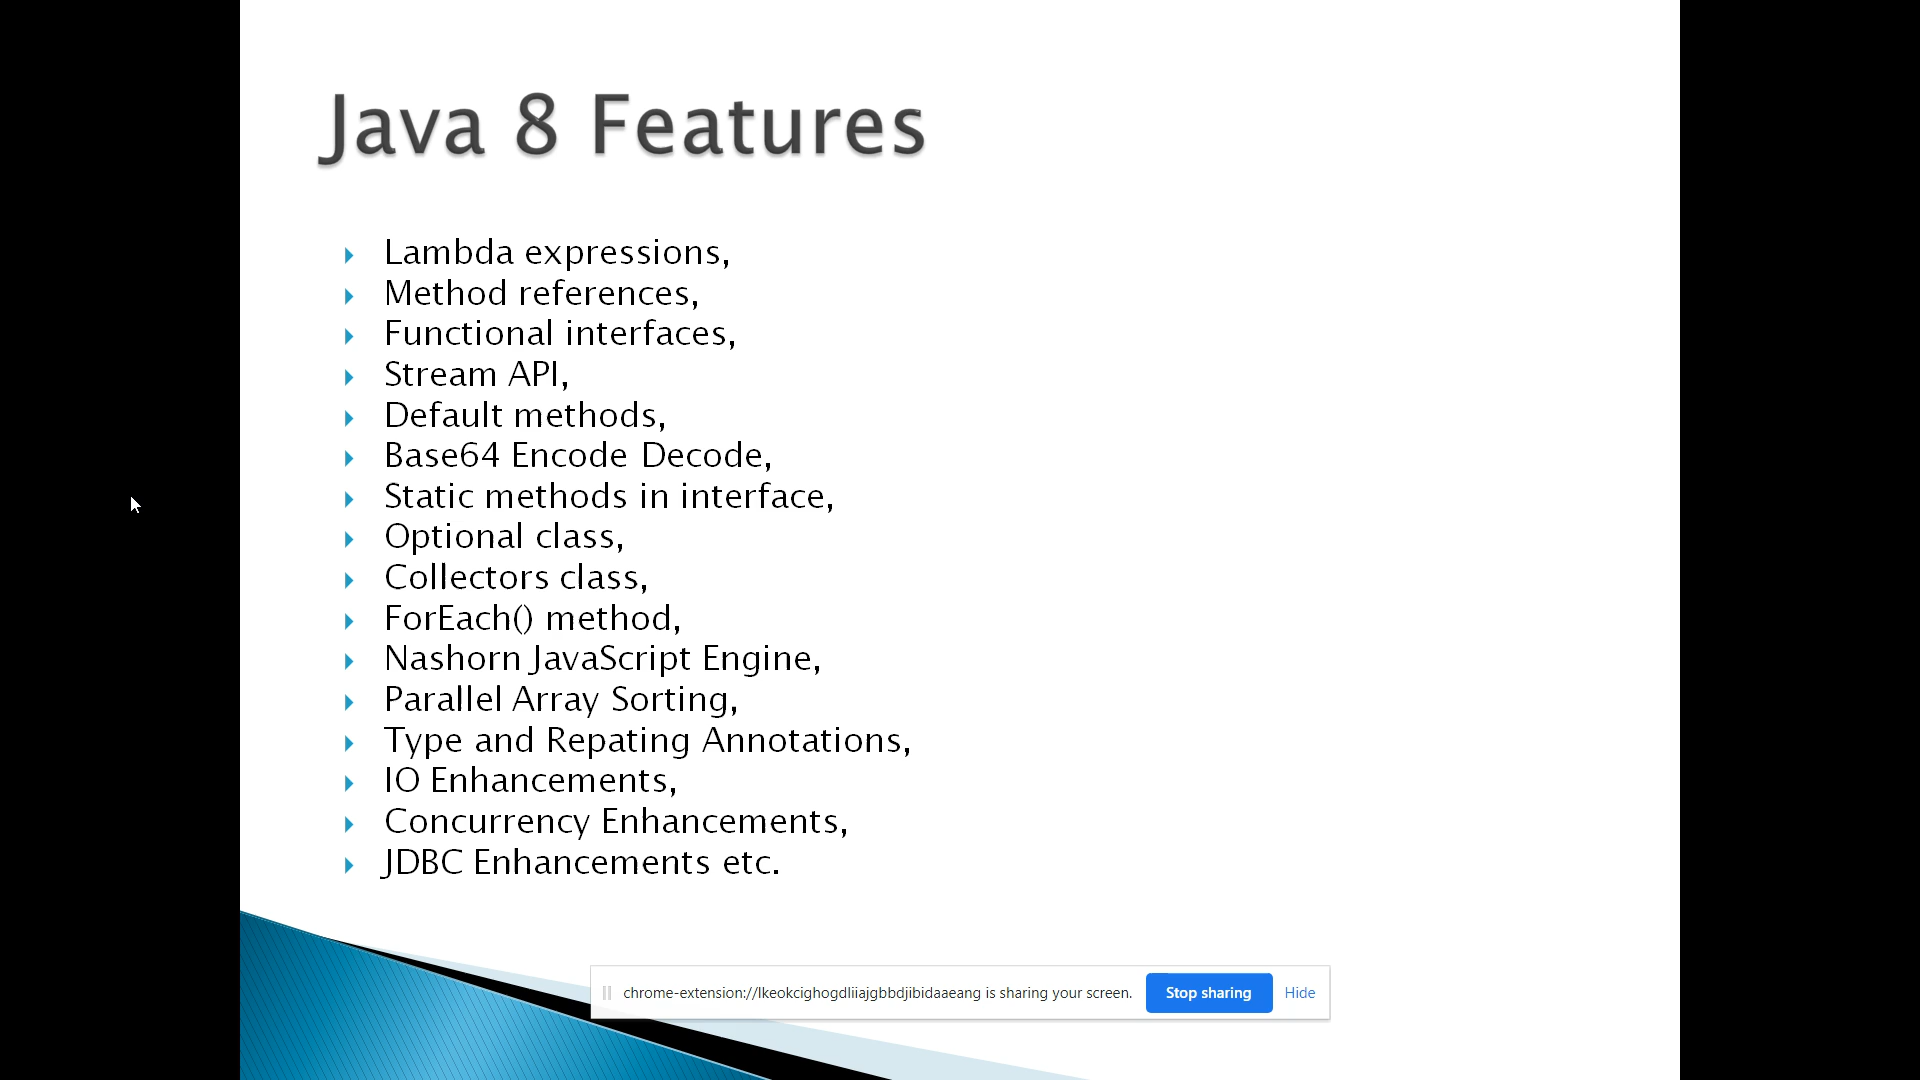 Java 8 Features
Lambda expressions,
Method references,
Functional interfaces,
Stream API,
Default methods,
Base64 Encode Decode,
Static methods in interface,
Optional class,
Collectors class,
ForEach() method,
Nashorn JavaScript Engine,
Parallel Array Sorting,
Type and Repating Annotations,
IO Enhancements,
Concurrency Enhancements,
JDBC Enhancements etc.
chrome-extension://lkeokcighogdliiajgbbdjibidaaeang is sharing your screen. Stop sharing Hide